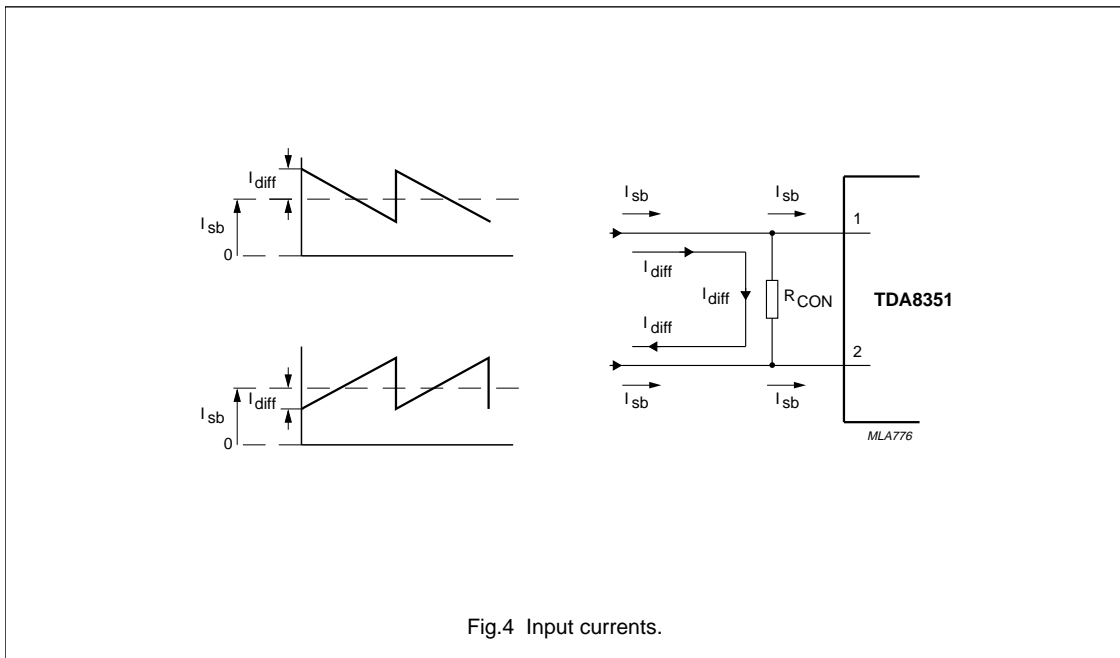 I diff
I sb
0
I diff
I sb
0
I sb
I sb
1
I diff
I diff
R CON
TDA8351
I diff
2
I sb
I sb
MLA776
Fig.4 Input currents.